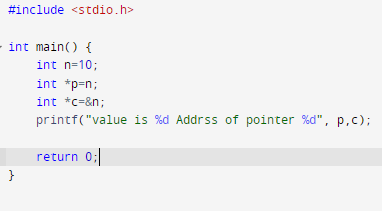 #include <stdio.h>
int main() {
int n=10;
int *p=n;
int *c=&n;
printf("value is %d Addrss of pointer %d", p,c);
return 0;
}